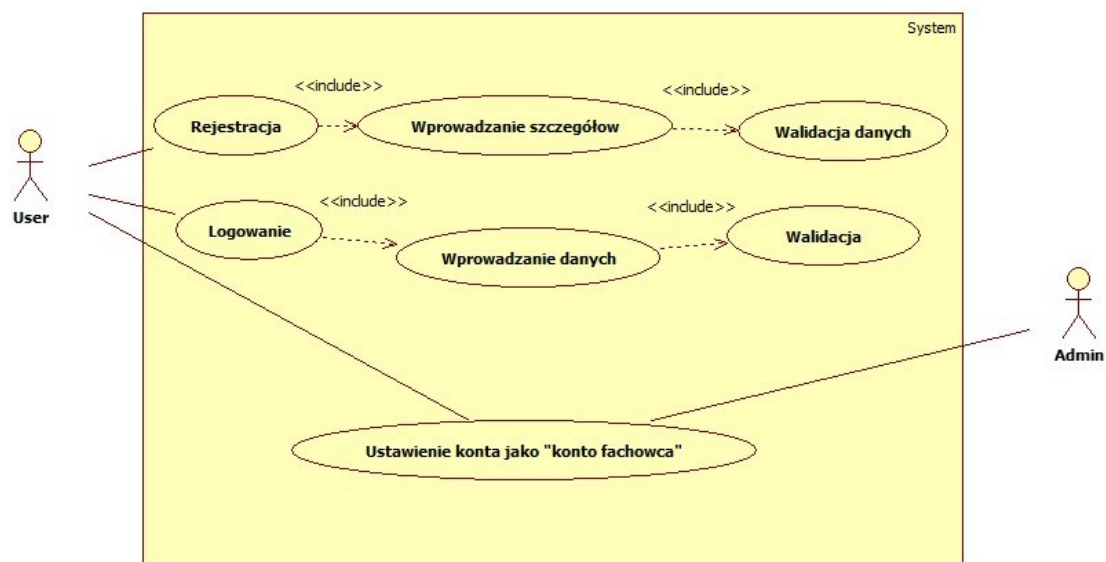 System
<<include>>
<<include>>
Rejestracja
Wprowadzanie szczegółow
Walidacja danych
User
<<include>>
<<include>>
Logowanie
Wprowadzanie danych
Walidacja
Admin
Ustawienie konta jako "konto fachowca"